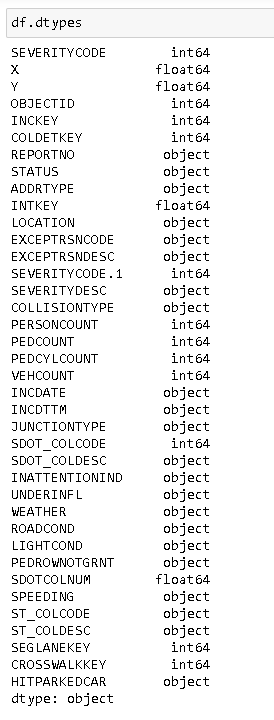 df.dtypes
SEVERITYCODE int64
X float64
Y float64
OBJECTID int64
INCKEY int64
COLDETKEY int64
REPORTNO object
STATUS object
ADDRTYPE object
INTKEY float64
LOCATION object
EXCEPTRSNCODE object
EXCEPTRSNDESC object
SEVERITYCODE.1 int64
SEVERITYDESC object
COLLISIONTYPE object
PERSONCOUNT int64
PEDCOUNT int64
PEDCYLCOUNT int64
VEHCOUNT int64
INCDATE object
INCDTTM object
JUNCTIONTYPE object
SDOT_COLCODE int64
SDOT_COLDESC object
INATTENTIONIND object
UNDERINFL object
WEATHER object
ROADCOND object
LIGHTCOND object
PEDROWNOTGRNT object
SDOTCOLNUM float64
SPEEDING object
ST_COLCODE object
ST_COLDESC object
SEGLANEKEY int64
CROSSWALKKEY int64
HITPARKEDCAR object
dtype: object